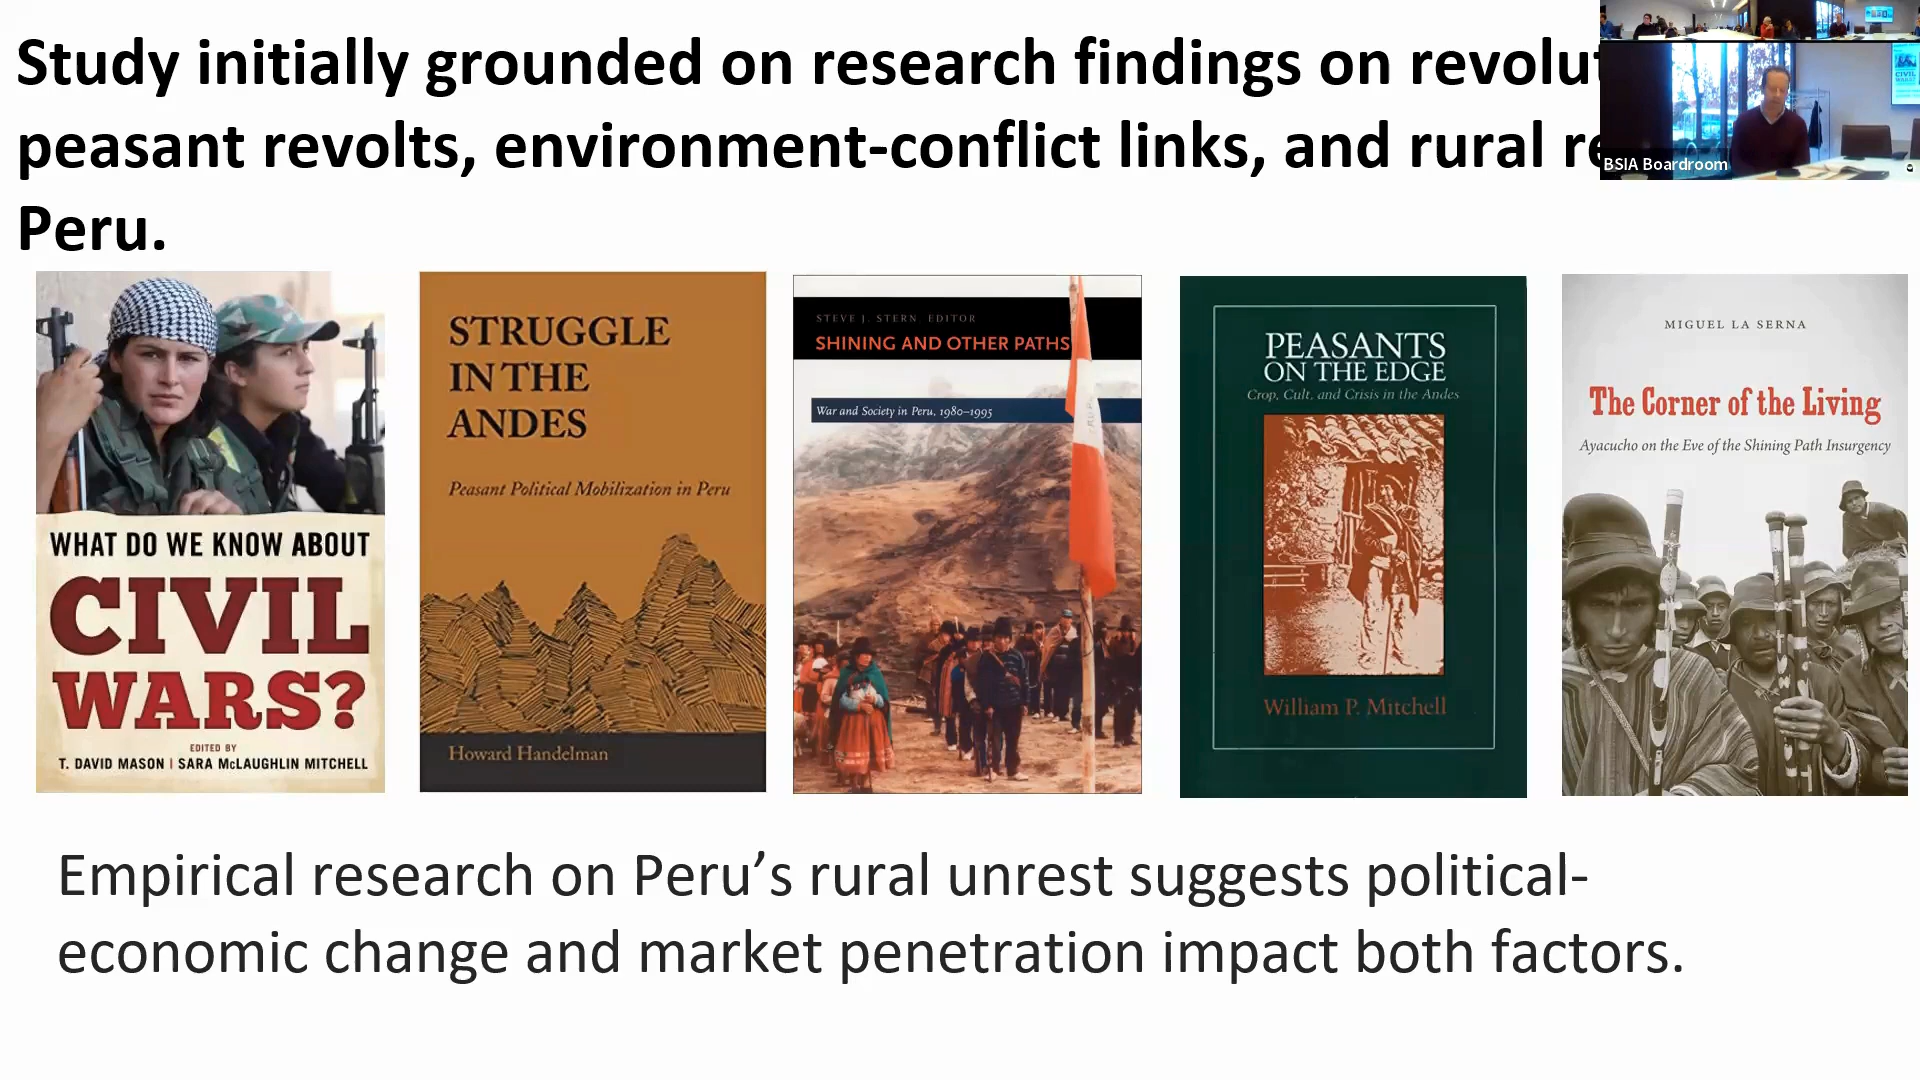 Study initially grounded on research findings on
peasant revolts, environment-conflict links, and rural
Peru.
BSIA Boardroom
WHAT DO WE KNOW ABOUT
CIVIL
WARS?
EDITED BY
T. DAVID MASON | SARA McLAUGHLIN MITCHELL
STRUGGLE
IN THE
ANDES
Peasant Political Mobilization in Peru
Howard Handelman
STEVE J. STERN EDITOR
SHINING AND OTHER PATHS
War and Society in Peru, 1980–1995
PEASANTS
ON THE EDGE
Crop, Cult, and Crisis in the Andes
William P. Mitchell
MIGUEL LA SERNA
The Corner of the Living
Ayacucho on the Eve of the Shining Path Insurgency
Empirical research on Peru’s rural unrest suggests political-
economic change and market penetration impact both factors.
CIVIL